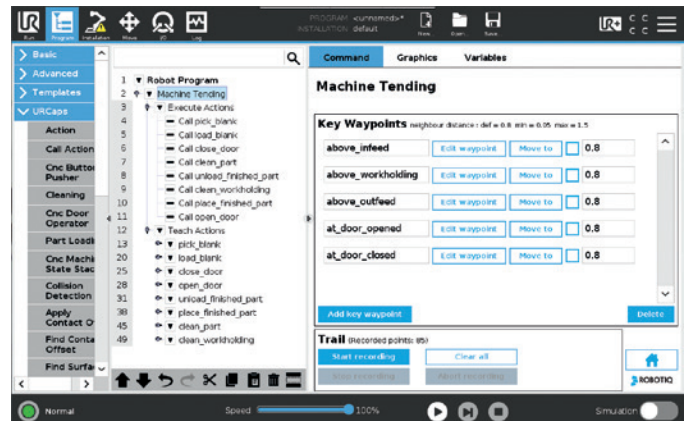 PROGRAM <unnamed>*
INSTALLATION default
Run
Program
Installation
Move
I/O
Log
New...
Open...
Save...
UR+
C C
C C
Basic
Advanced
Templates
URCaps
Action
Call Action
Cnc Button
Pusher
Cleaning
Cnc Door
Operator
Part Loadi
Cnc Machi
State Stac
Collision
Detection
Apply
Contact O
Find Conta
Offset
Find Surfa
1 Robot Program
2 Machine Tending
3 Execute Actions
4 Call pick_blank
5 Call load_blank
6 Call close_door
7 Call clean_part
8 Call unload_finished_part
9 Call clean_workholding
10 Call place_finished_part
11 Call open_door
12 Teach Actions
13 pick_blank
20 load_blank
25 close_door
28 open_door
31 unload_finished_part
38 place_finished_part
45 clean_part
49 clean_workholding
Command Graphics Variables
Machine Tending
Key Waypoints neighbour distance : def = 0.8 min = 0.05 max = 1.5
above_infeed Edit waypoint Move to 0.8
above_workholding Edit waypoint Move to 0.8
above_outfeed Edit waypoint Move to 0.8
at_door_opened Edit waypoint Move to 0.8
at_door_closed Edit waypoint Move to 0.8
Add key waypoint Delete
Trail (Recorded points: 85)
Start recording Clear all
Stop recording Abort recording
ROBOTIQ
Normal
Speed 100%
Simulation